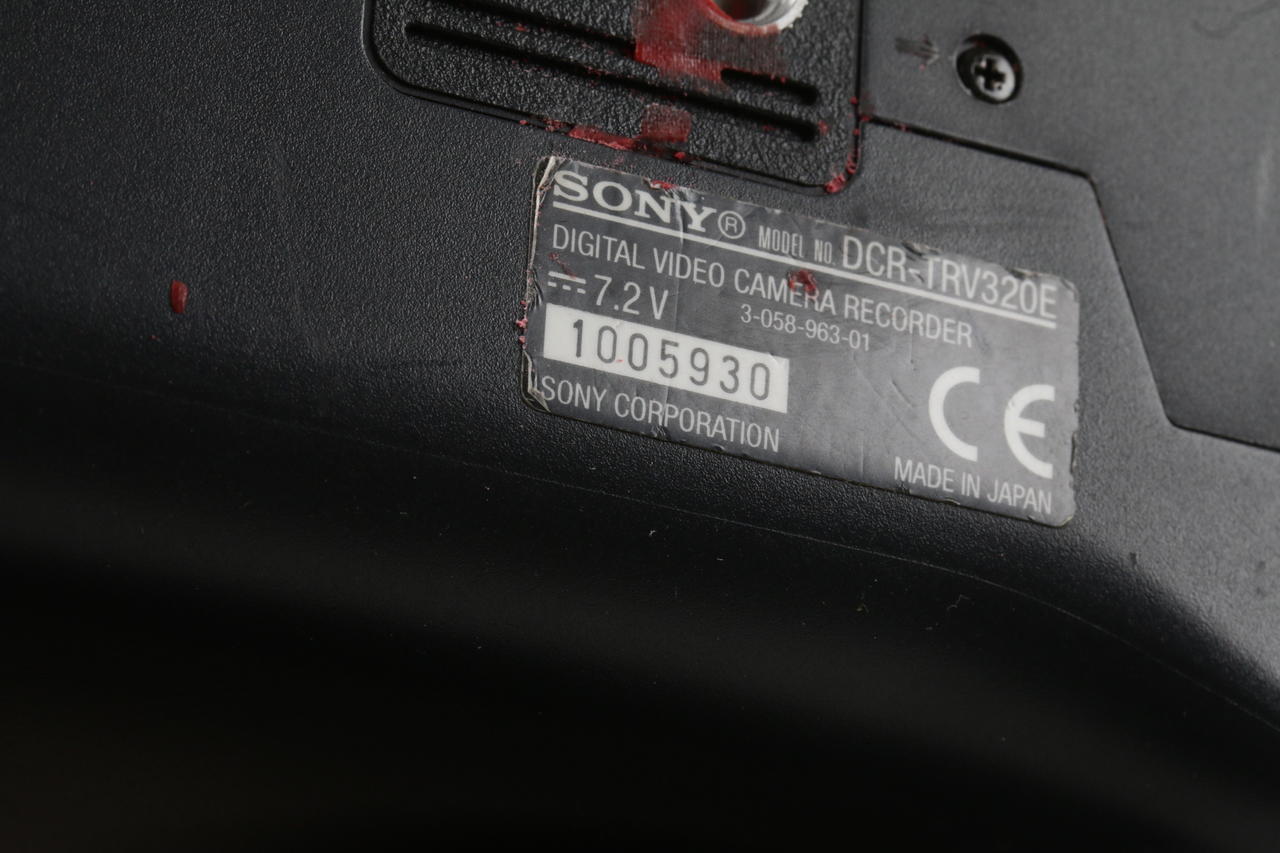 SONY® MODEL NO. DCR-TRV320E
DIGITAL VIDEO CAMERA RECORDER
⎓7.2V 3-058-963-01
1005930
SONY CORPORATION
CE
MADE IN JAPAN